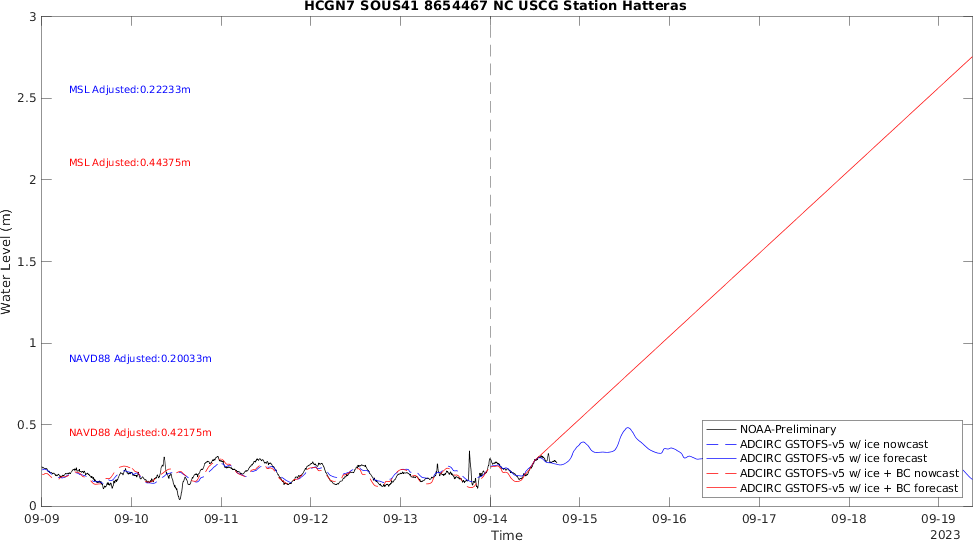 HCGN7 SOUS41 8654467 NC USCG Station Hatteras
3
2.5
2
1.5
1
0.5
0
Water Level (m)
MSL Adjusted:0.22233m
MSL Adjusted:0.44375m
NAVD88 Adjusted:0.20033m
NAVD88 Adjusted:0.42175m
NOAA-Preliminary
ADCIRC GSTOFS-v5 w/ ice nowcast
ADCIRC GSTOFS-v5 w/ ice forecast
ADCIRC GSTOFS-v5 w/ ice + BC nowcast
ADCIRC GSTOFS-v5 w/ ice + BC forecast
09-09 09-10 09-11 09-12 09-13 09-14 09-15 09-16 09-17 09-18 09-19
Time
2023